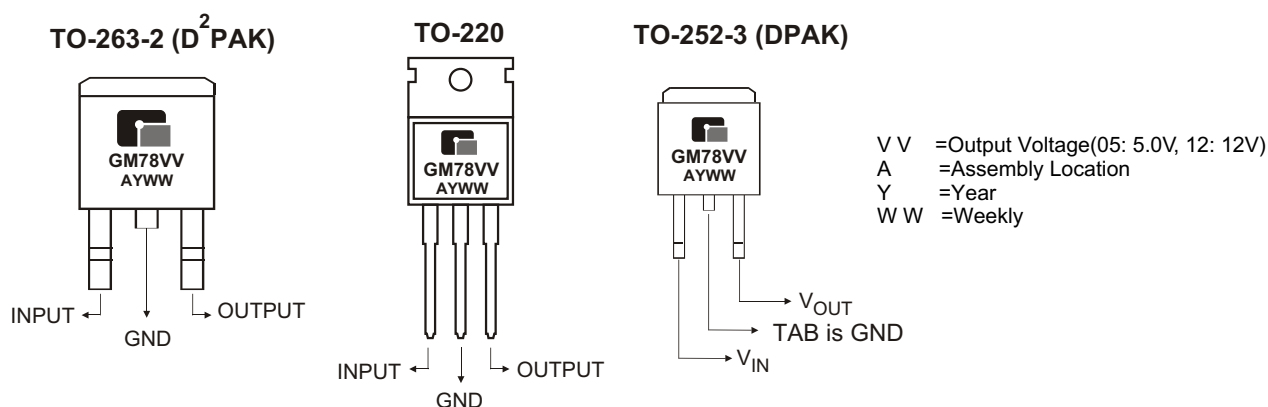 TO-263-2 (D²PAK)
GM78VV
AYWW
INPUT
GND
OUTPUT
TO-220
GM78VV
AYWW
INPUT
GND
OUTPUT
TO-252-3 (DPAK)
GM78VV
AYWW
VOUT
TAB is GND
VIN
V V =Output Voltage(05: 5.0V, 12: 12V)
A =Assembly Location
Y =Year
W W =Weekly